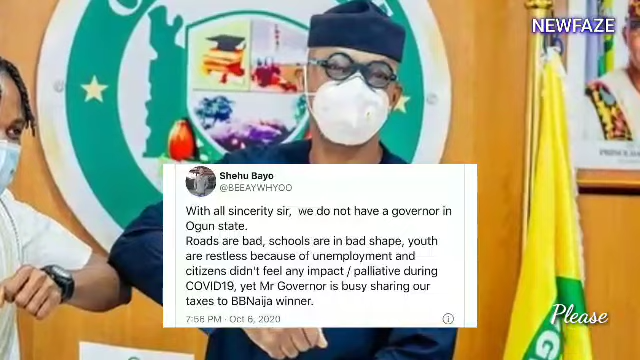 NEWFAZE
Shehu Bayo
@BEEAYWHYOO
With all sincerity sir, we do not have a governor in
Ogun state.
Roads are bad, schools are in bad shape, youth
are restless because of unemployment and
citizens didn't feel any impact / palliative during
COVID19, yet Mr Governor is busy sharing our
taxes to BBNaija winner.
7:56 PM · Oct 6, 2020
Please